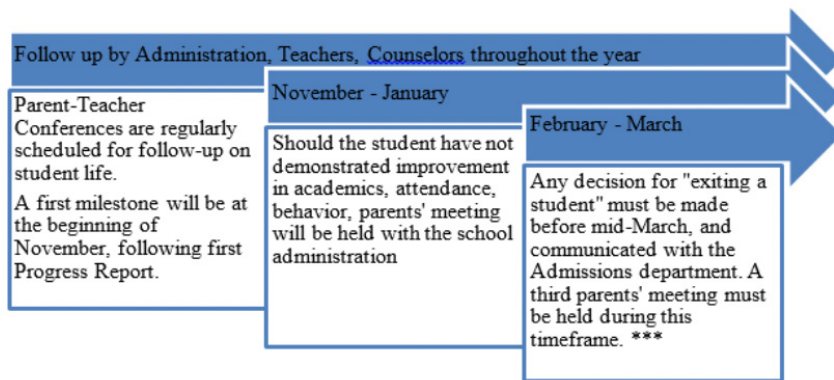 Follow up by Administration, Teachers, Counselors throughout the year
Parent-Teacher
Conferences are regularly
scheduled for follow-up on
student life.
A first milestone will be at
the beginning of
November, following first
Progress Report.
November - January
Should the student have not
demonstrated improvement
in academics, attendance,
behavior, parents' meeting
will be held with the school
administration
February - March
Any decision for "exiting a
student" must be made
before mid-March, and
communicated with the
Admissions department. A
third parents' meeting must
be held during this
timeframe. ***